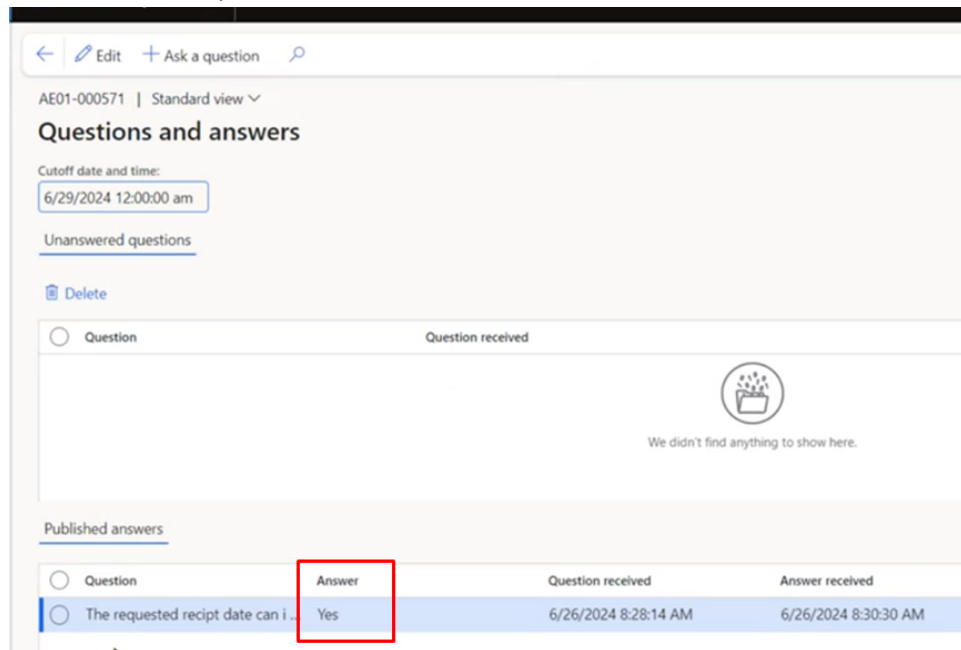 Edit + Ask a question
AE01-000571 | Standard view
Questions and answers
Cutoff date and time:
6/29/2024 12:00:00 am
Unanswered questions
Delete
Question Question received
We didn't find anything to show here.
Published answers
Question Answer Question received Answer received
The requested recipt date can i ... Yes 6/26/2024 8:28:14 AM 6/26/2024 8:30:30 AM